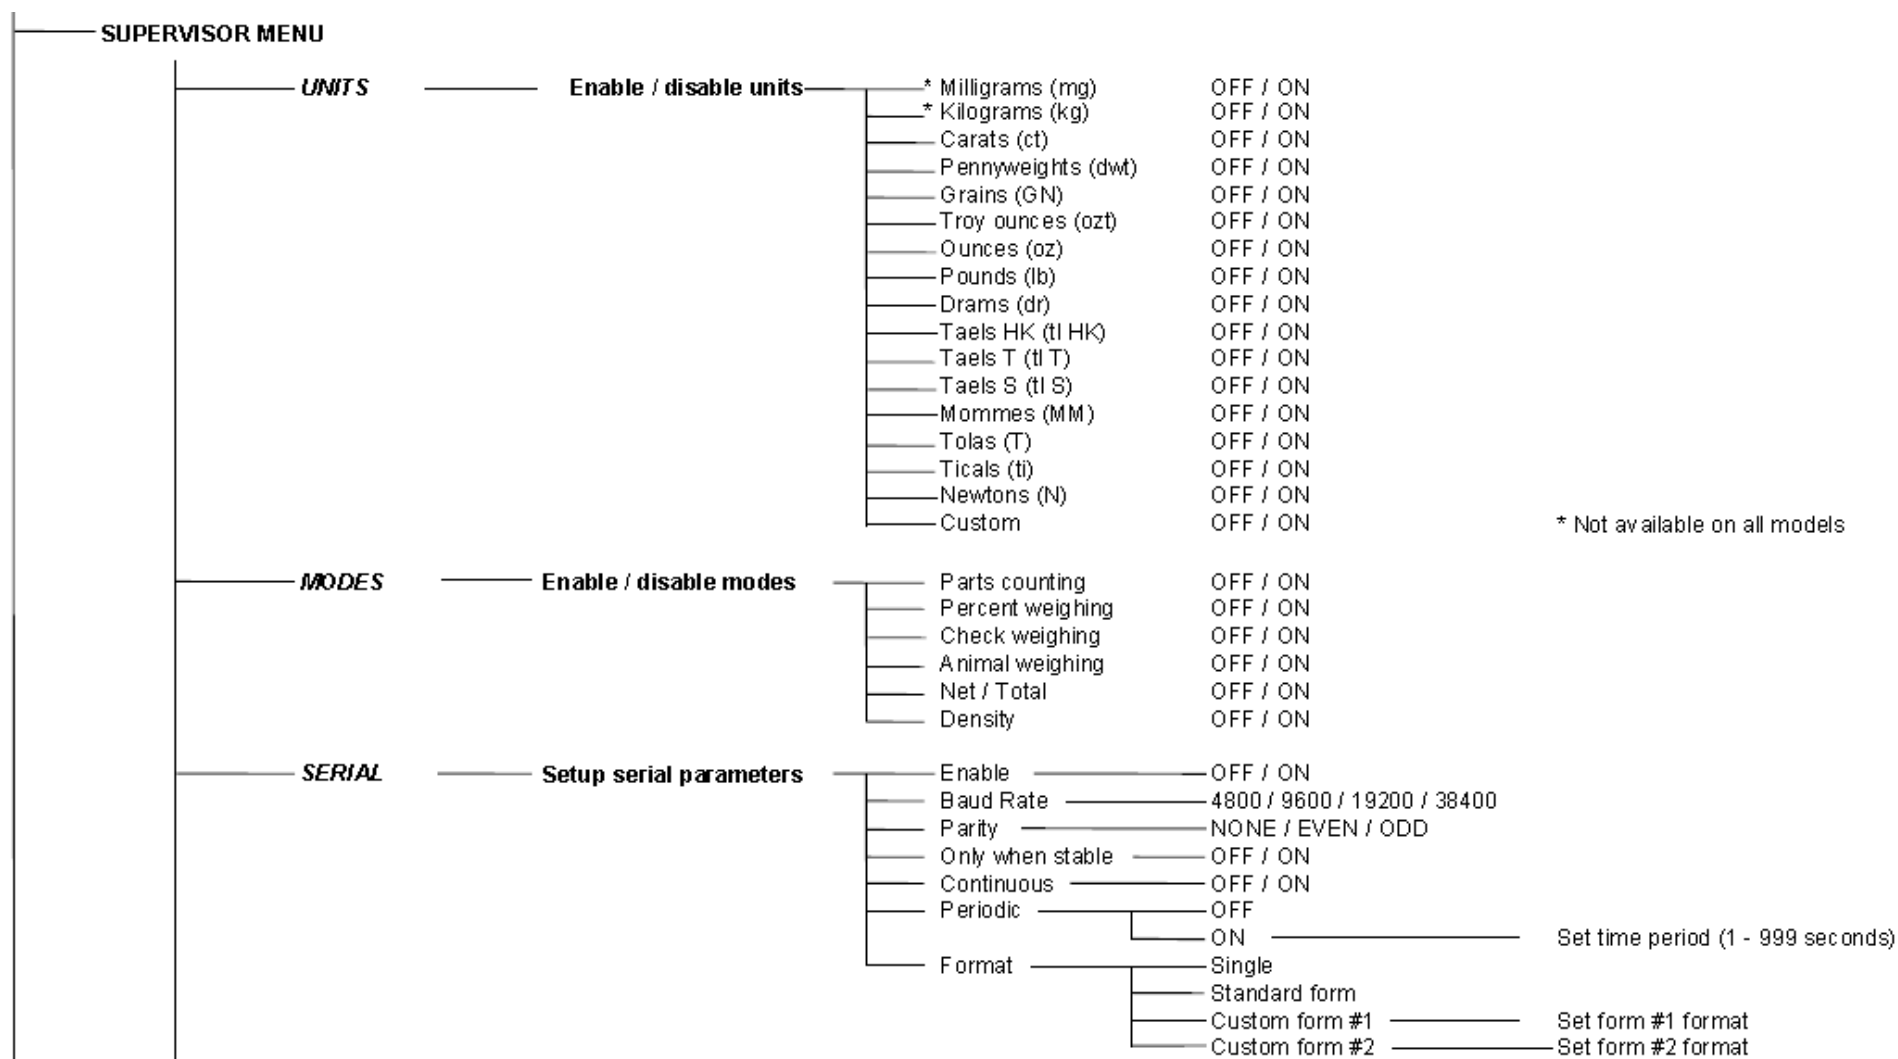 SUPERVISOR MENU
UNITS Enable / disable units * Milligrams (mg) OFF / ON
* Kilograms (kg) OFF / ON
Carats (ct) OFF / ON
Pennyweights (dwt) OFF / ON
Grains (GN) OFF / ON
Troy ounces (ozt) OFF / ON
Ounces (oz) OFF / ON
Pounds (lb) OFF / ON
Drams (dr) OFF / ON
Taels HK (tl HK) OFF / ON
Taels T (tl T) OFF / ON
Taels S (tl S) OFF / ON
Mommes (MM) OFF / ON
Tolas (T) OFF / ON
Ticals (ti) OFF / ON
Newtons (N) OFF / ON
Custom OFF / ON * Not available on all models
MODES Enable / disable modes Parts counting OFF / ON
Percent weighing OFF / ON
Check weighing OFF / ON
Animal weighing OFF / ON
Net / Total OFF / ON
Density OFF / ON
SERIAL Setup serial parameters Enable OFF / ON
Baud Rate 4800 / 9600 / 19200 / 38400
Parity NONE / EVEN / ODD
Only when stable OFF / ON
Continuous OFF / ON
Periodic OFF
ON Set time period (1 - 999 seconds)
Format Single
Standard form
Custom form #1 Set form #1 format
Custom form #2 Set form #2 format